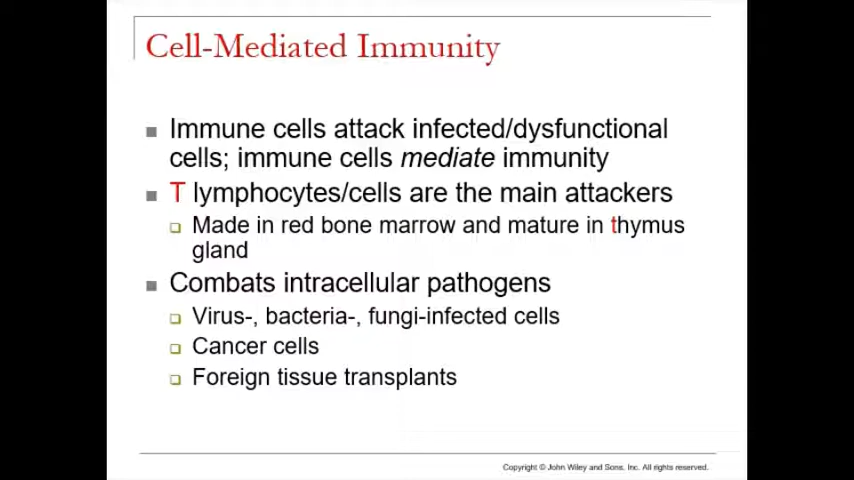 Cell-Mediated Immunity
Immune cells attack infected/dysfunctional
cells; immune cells mediate immunity
T lymphocytes/cells are the main attackers
Made in red bone marrow and mature in thymus
gland
Combats intracellular pathogens
Virus-, bacteria-, fungi-infected cells
Cancer cells
Foreign tissue transplants
Copyright © John Wiley and Sons, Inc. All rights reserved.